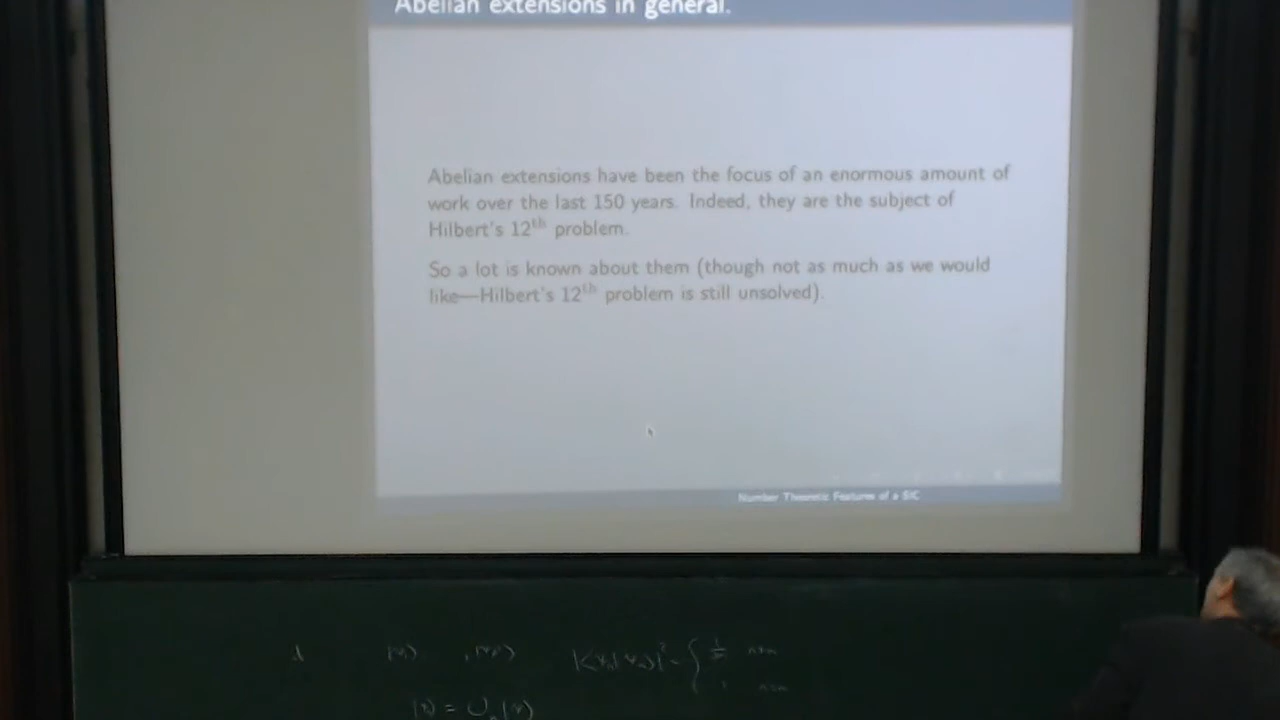 Abelian extensions in general.
Abelian extensions have been the focus of an enormous amount of
work over the last 150 years. Indeed, they are the subject of
Hilbert's 12th problem.
So a lot is known about them (though not as much as we would
like—Hilbert's 12th problem is still unsolved).
Number Theoretic Features of a SIC